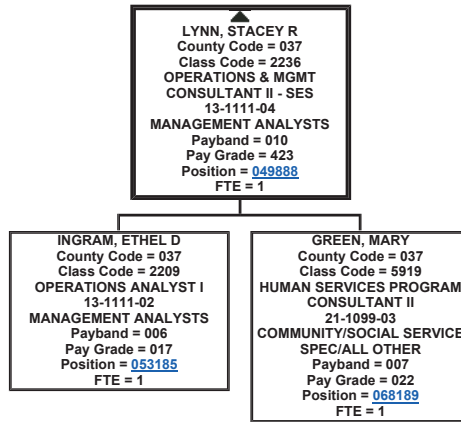 LYNN, STACEY R
County Code = 037
Class Code = 2236
OPERATIONS & MGMT
CONSULTANT II - SES
13-1111-04
MANAGEMENT ANALYSTS
Payband = 010
Pay Grade = 423
Position = 049888
FTE = 1
INGRAM, ETHEL D
County Code = 037
Class Code = 2209
OPERATIONS ANALYST I
13-1111-02
MANAGEMENT ANALYSTS
Payband = 006
Pay Grade = 017
Position = 053185
FTE = 1
GREEN, MARY
County Code = 037
Class Code = 5919
HUMAN SERVICES PROGRAM
CONSULTANT II
21-1099-03
COMMUNITY/SOCIAL SERVICE
SPEC/ALL OTHER
Payband = 007
Pay Grade = 022
Position = 068189
FTE = 1